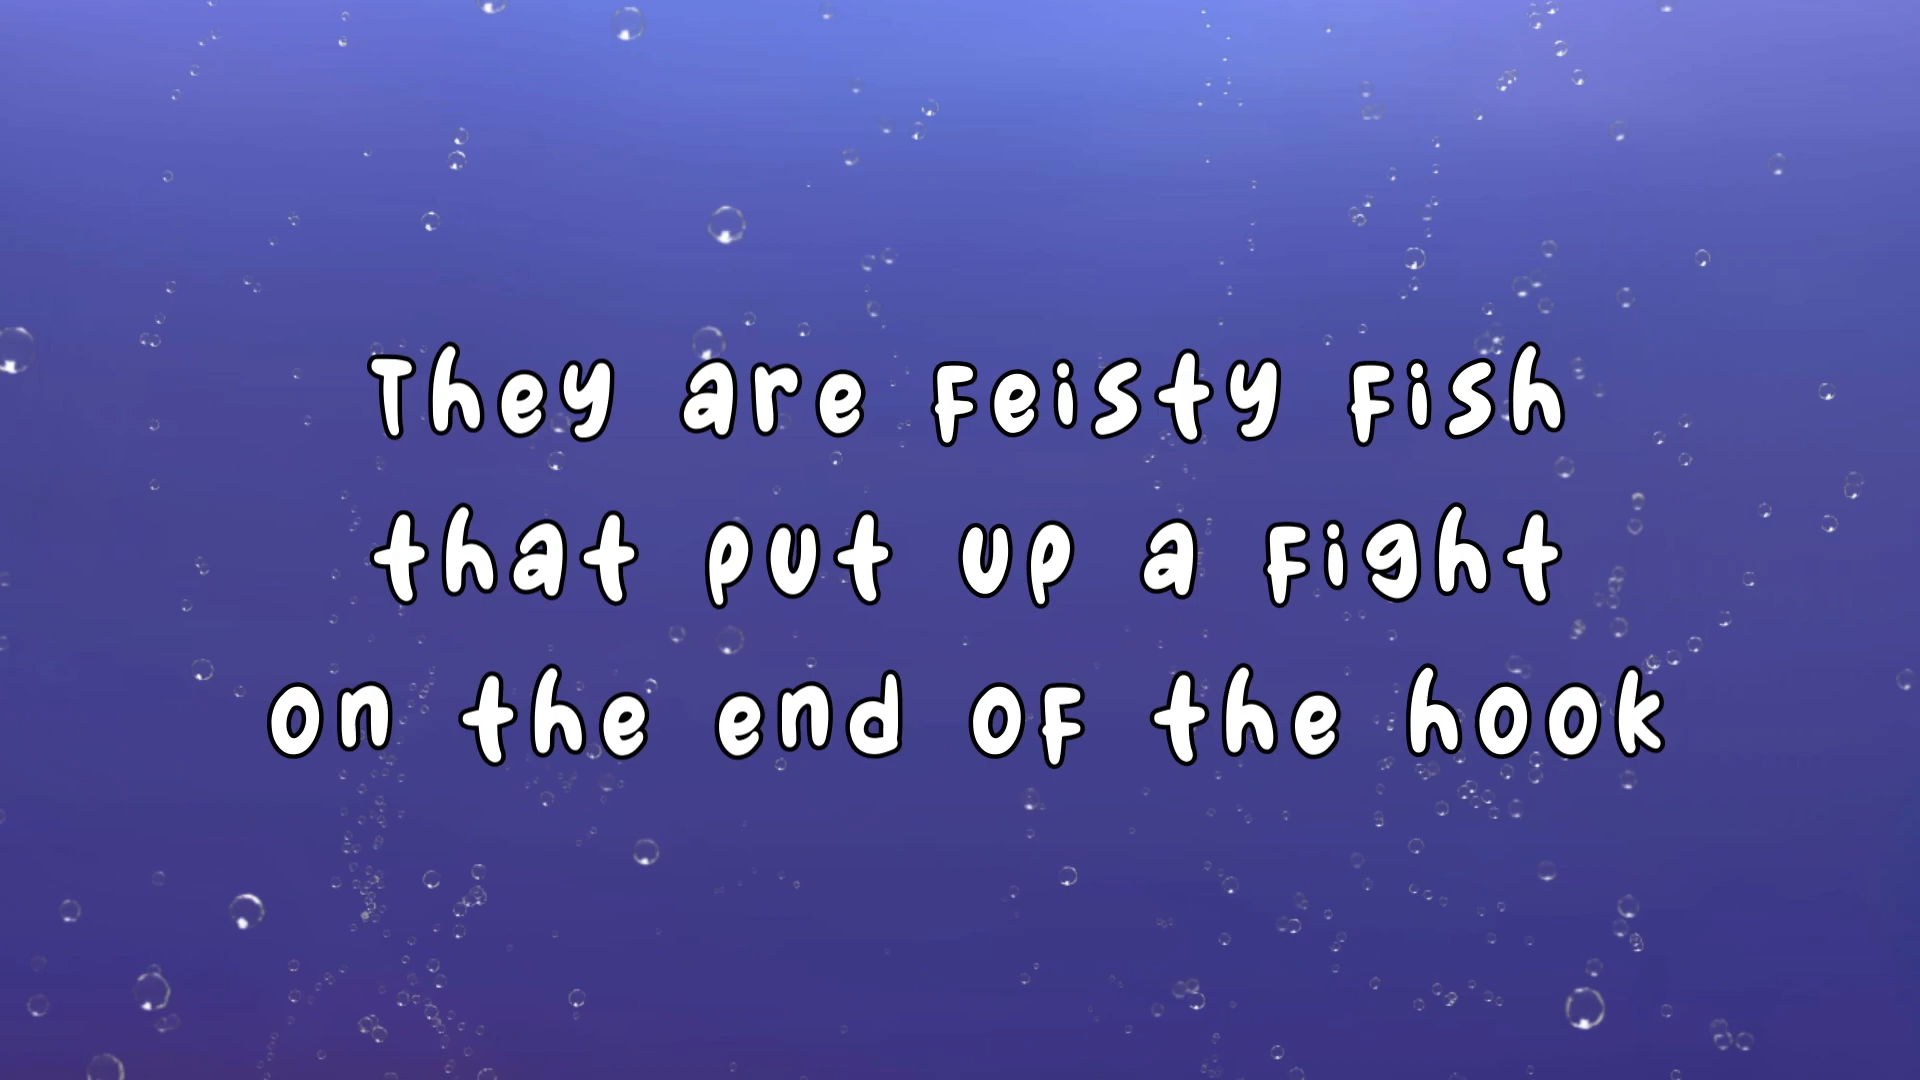 They are feisty fish
that put up a fight
on the end of the hook